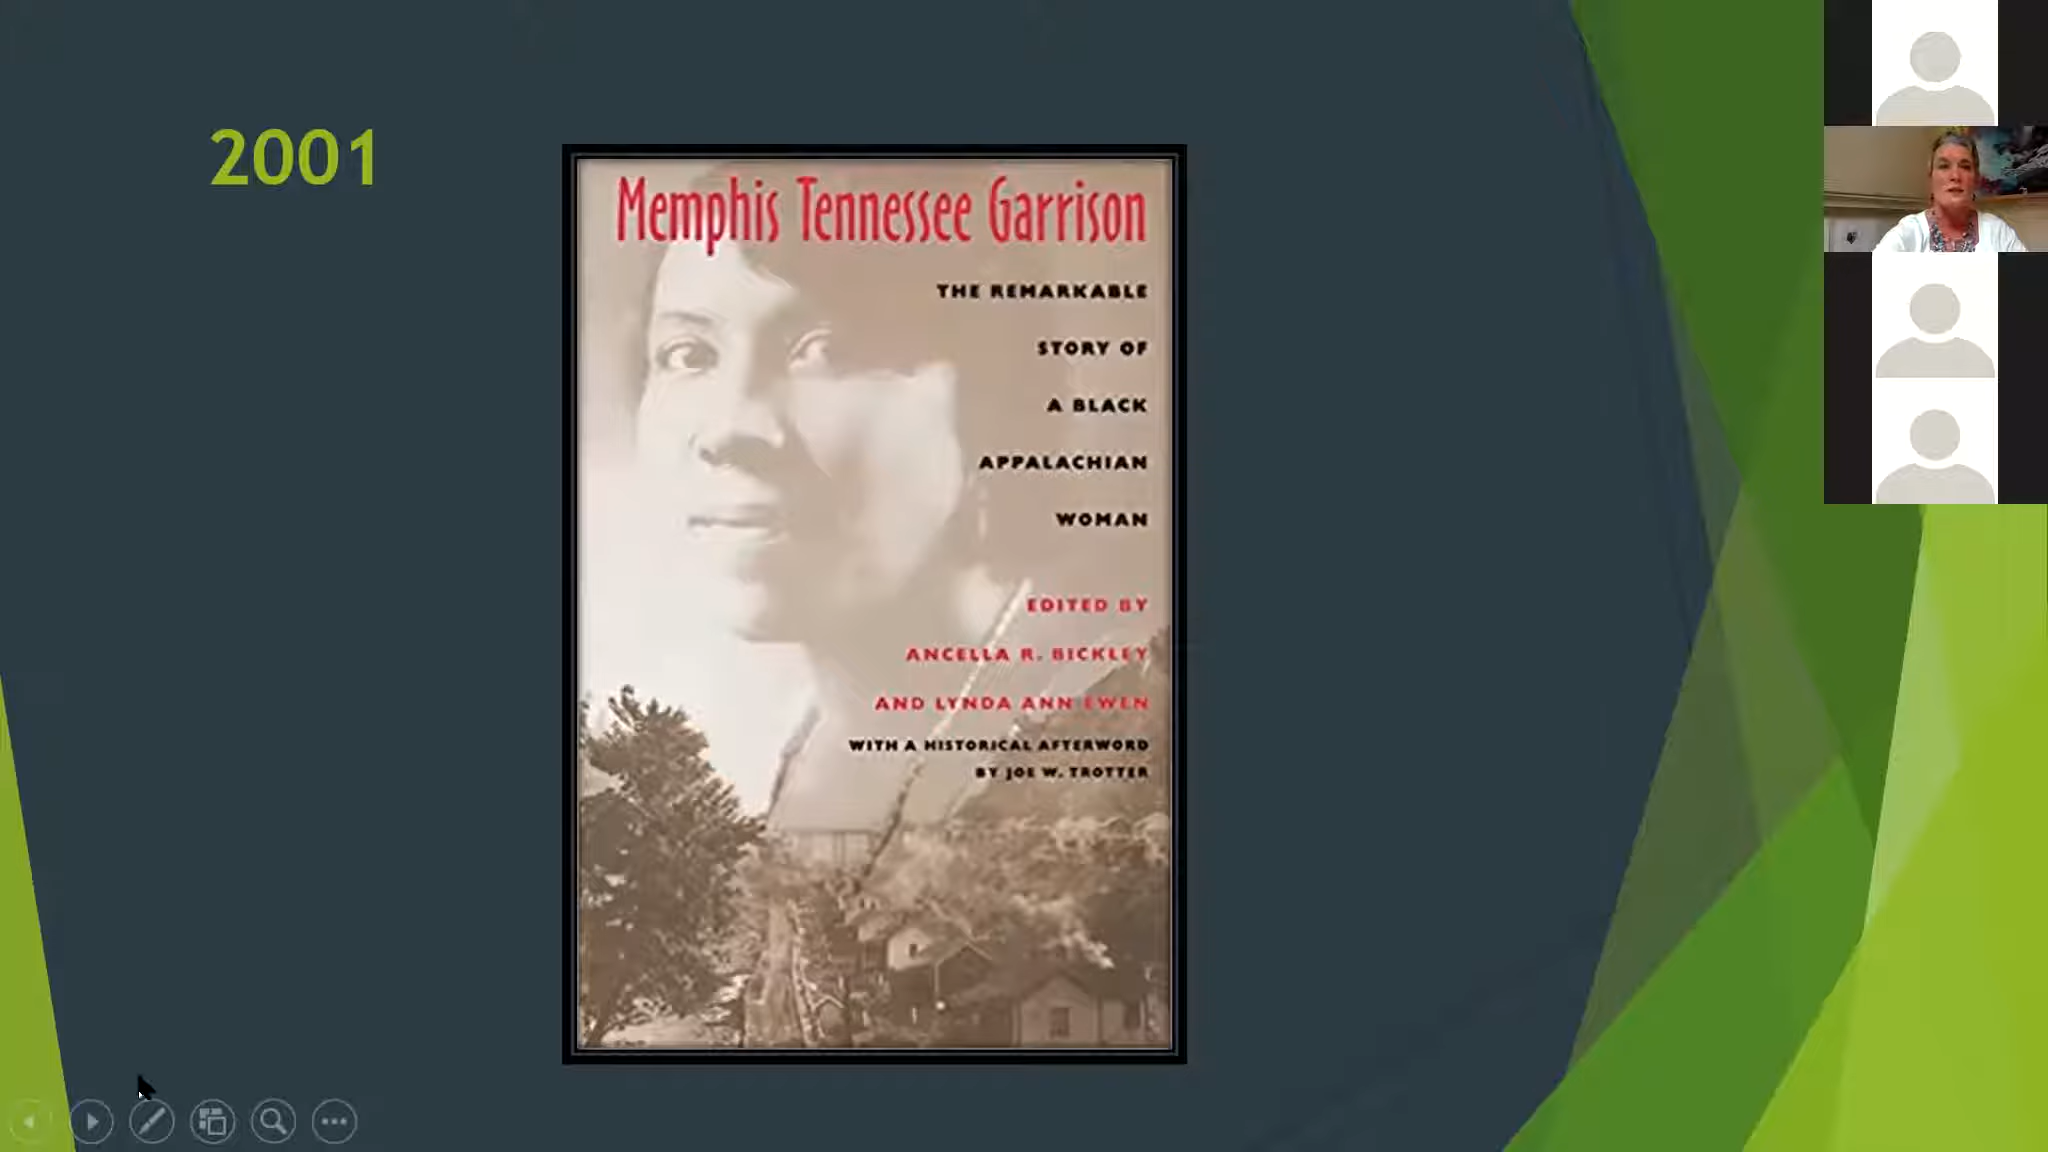 2001
Memphis Tennessee Garrison
THE REMARKABLE
STORY OF
A BLACK
APPALACHIAN
WOMAN
EDITED BY
ANCELLA R. BICKLEY
AND LYNDA ANN EWEN
WITH A HISTORICAL AFTERWORD
BY JOE W. TROTTER